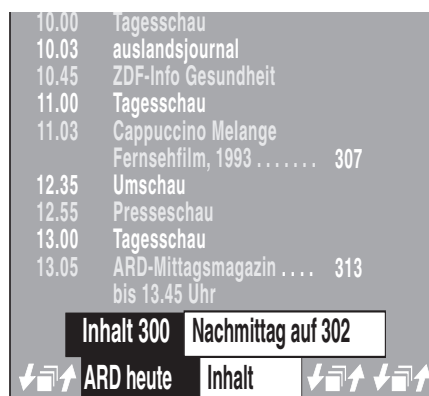 10.00 Tagesschau
10.03 auslandsjournal
10.45 ZDF-Info Gesundheit
11.00 Tagesschau
11.03 Cappuccino Melange
Fernsehfilm, 1993 . . . . . . . 307
12.35 Umschau
12.55 Presseschau
13.00 Tagesschau
13.05 ARD-Mittagsmagazin . . . . 313
bis 13.45 Uhr
Inhalt 300 Nachmittag auf 302
ARD heute Inhalt